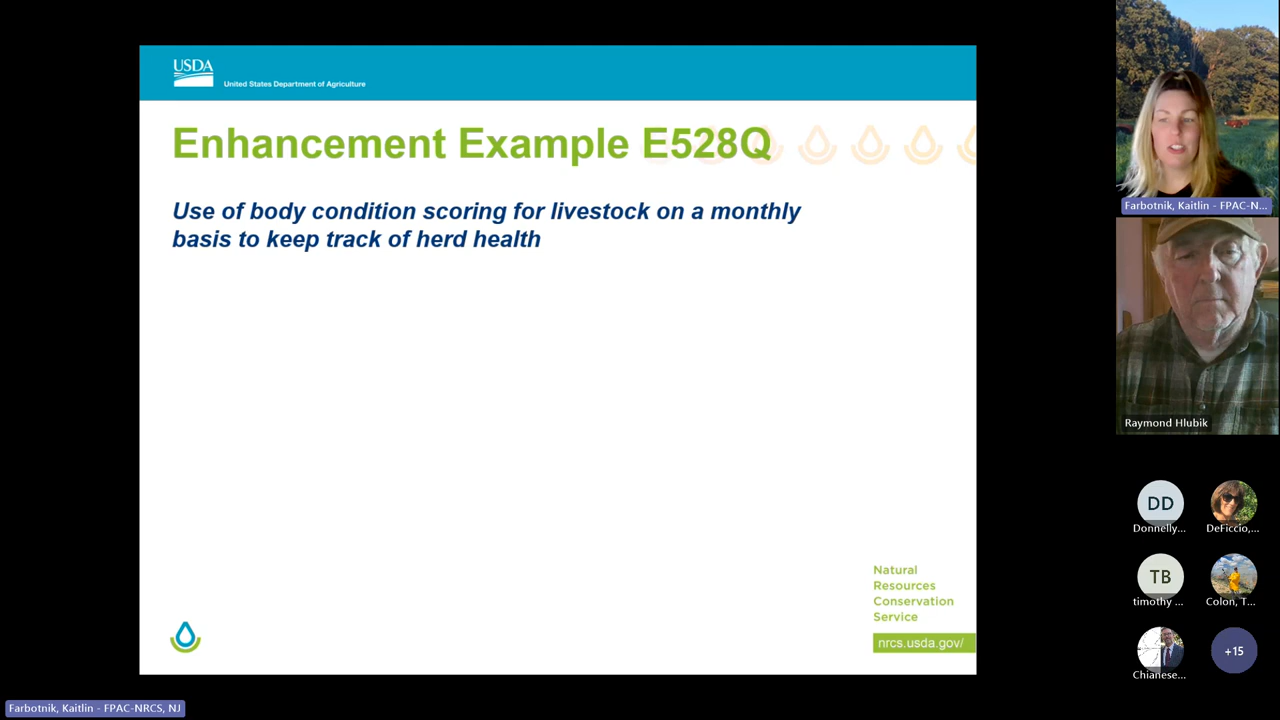 USDA
United States Department of Agriculture
Enhancement Example E528Q
Use of body condition scoring for livestock on a monthly
basis to keep track of herd health
Natural
Resources
Conservation
Service
nrcs.usda.gov/
Farbotnik, Kaitlin - FPAC-N...
Raymond Hlubik
DD
Donnelly...
DeFiccio,...
TB
timothy ...
Colon, T...
Chianese...
+15
Farbotnik, Kaitlin - FPAC-NRCS, NJ